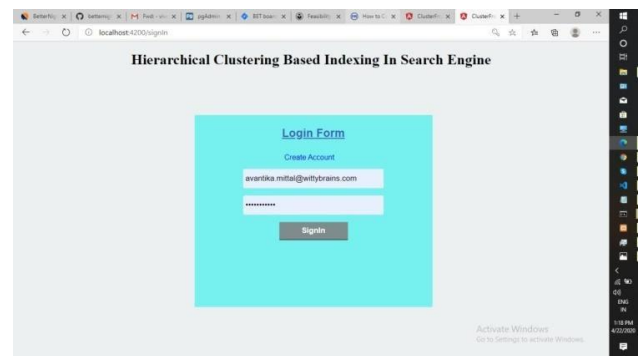 localhost:4200/signin
Hierarchical Clustering Based Indexing In Search Engine
Login Form
Create Account
avantika.mittal@wittybrains.com
•••••••••••
SignIn
Activate Windows
Go to Settings to activate Windows.
ENG
IN
1:18 PM
4/22/2020